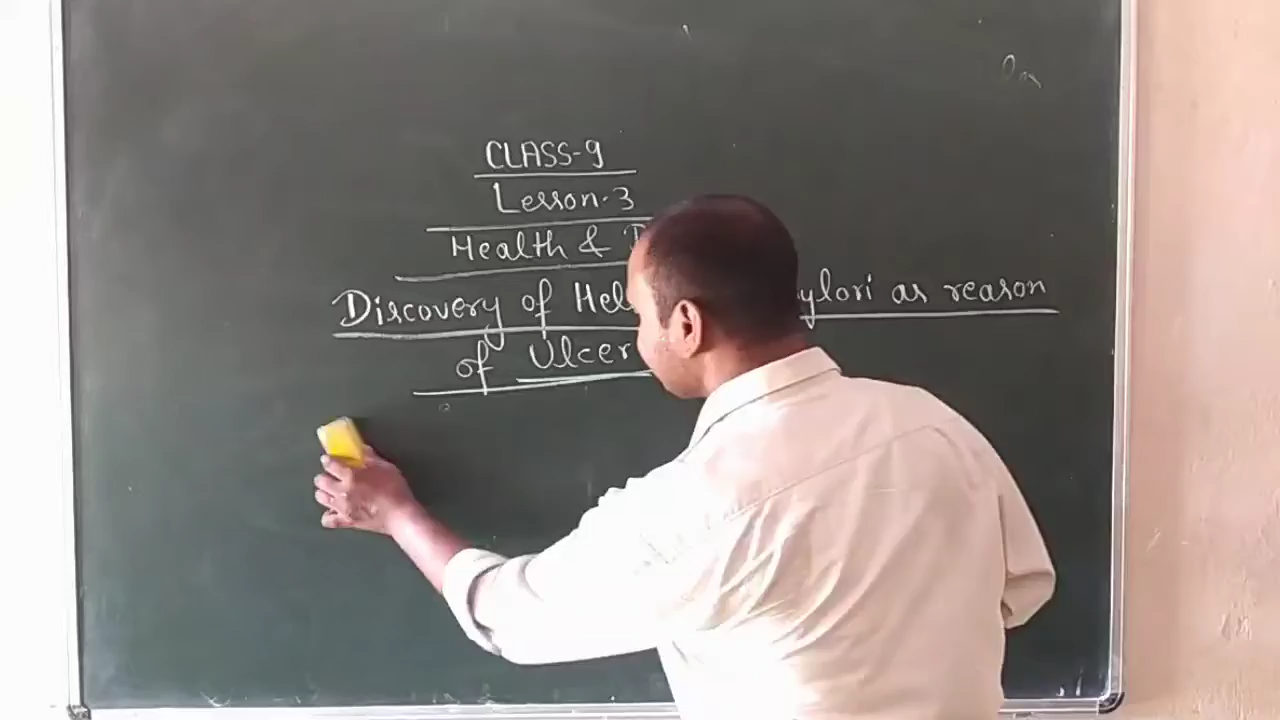 CLASS-9
Lesson-3
Health &
Discovery of Hel ylori as reason
of Ulcer